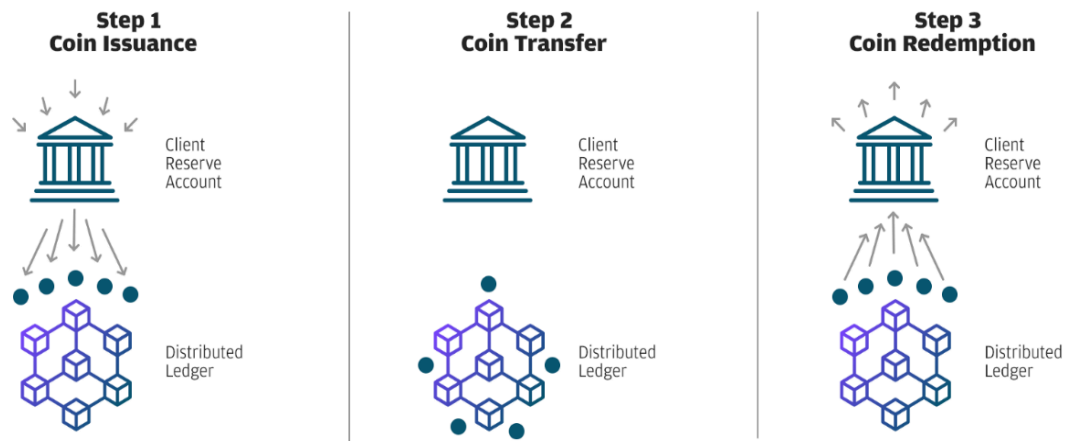 Step 1
Coin Issuance
Client
Reserve
Account
Distributed
Ledger
Step 2
Coin Transfer
Client
Reserve
Account
Distributed
Ledger
Step 3
Coin Redemption
Client
Reserve
Account
Distributed
Ledger